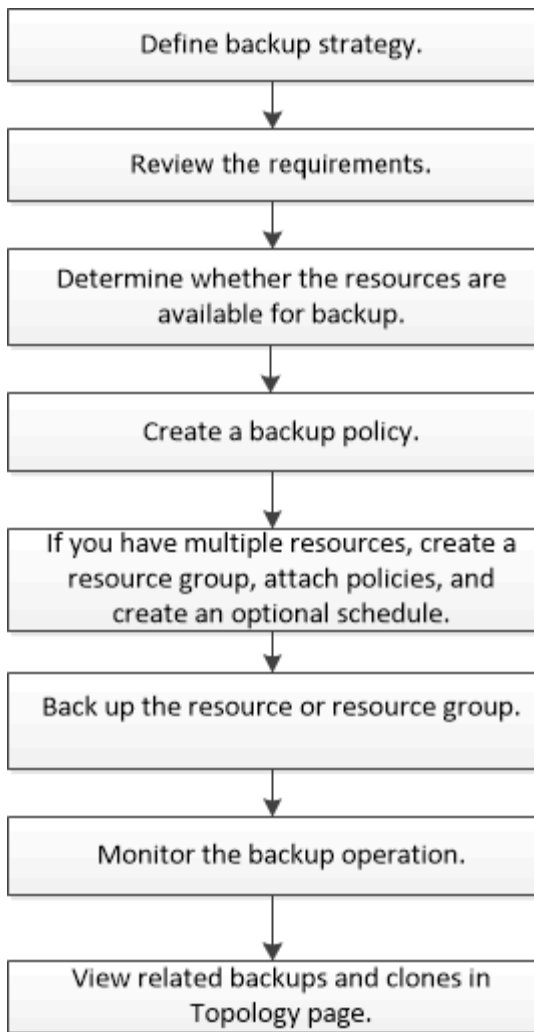 Define backup strategy.
Review the requirements.
Determine whether the resources are
available for backup.
Create a backup policy.
If you have multiple resources, create a
resource group, attach policies, and
create an optional schedule.
Back up the resource or resource group.
Monitor the backup operation.
View related backups and clones in
Topology page.